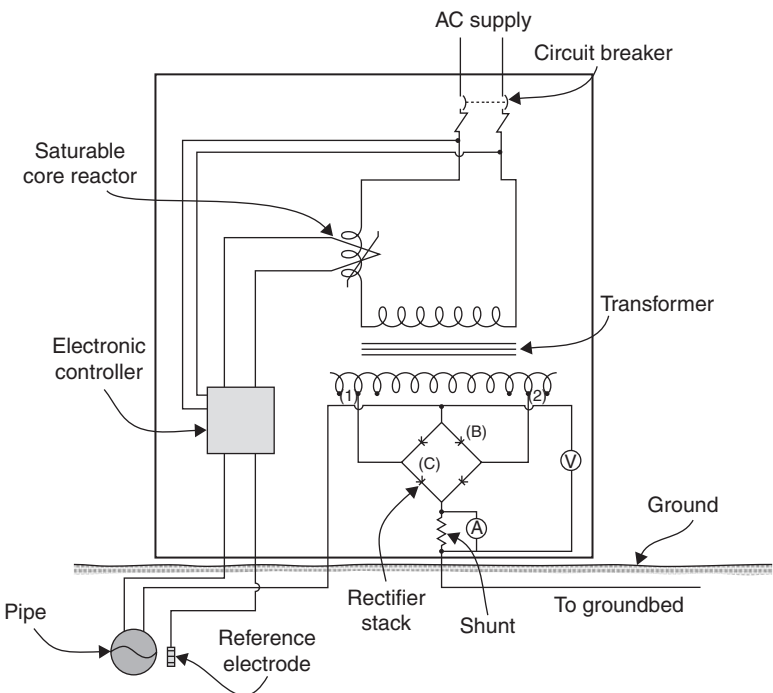 AC supply
Circuit breaker
Saturable
core reactor
Transformer
Electronic
controller
(1)
(2)
(B)
(C)
V
A
Ground
Rectifier
stack
Shunt
To groundbed
Pipe
Reference
electrode